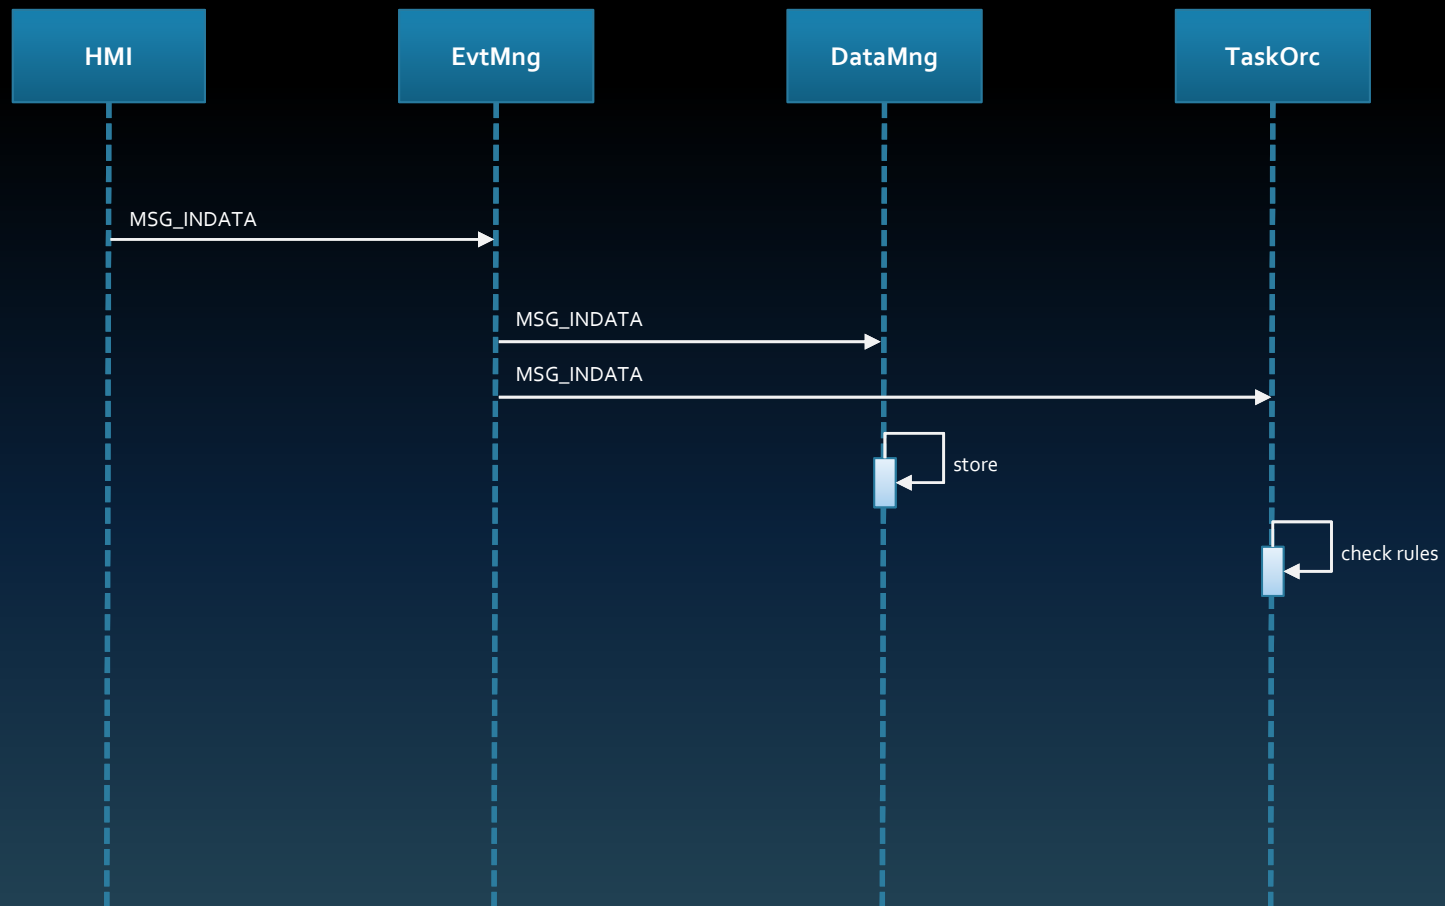 HMI
EvtMng
DataMng
TaskOrc
MSG_INDATA
MSG_INDATA
MSG_INDATA
store
check rules